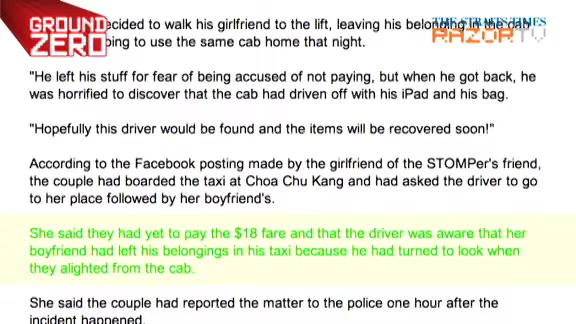 GROUND
ZERO
THE STRAITS TIMES
RAZORTV
decided to walk his girlfriend to the lift, leaving his belonging in the cab
to use the same cab home that night.
"He left his stuff for fear of being accused of not paying, but when he got back, he
was horrified to discover that the cab had driven off with his iPad and his bag.
"Hopefully this driver would be found and the items will be recovered soon!"
According to the Facebook posting made by the girlfriend of the STOMPer's friend,
the couple had boarded the taxi at Choa Chu Kang and had asked the driver to go
to her place followed by her boyfriend's.
She said they had yet to pay the $18 fare and that the driver was aware that her
boyfriend had left his belongings in his taxi because he had turned to look when
they alighted from the cab.
She said the couple had reported the matter to the police one hour after the
incident happened.